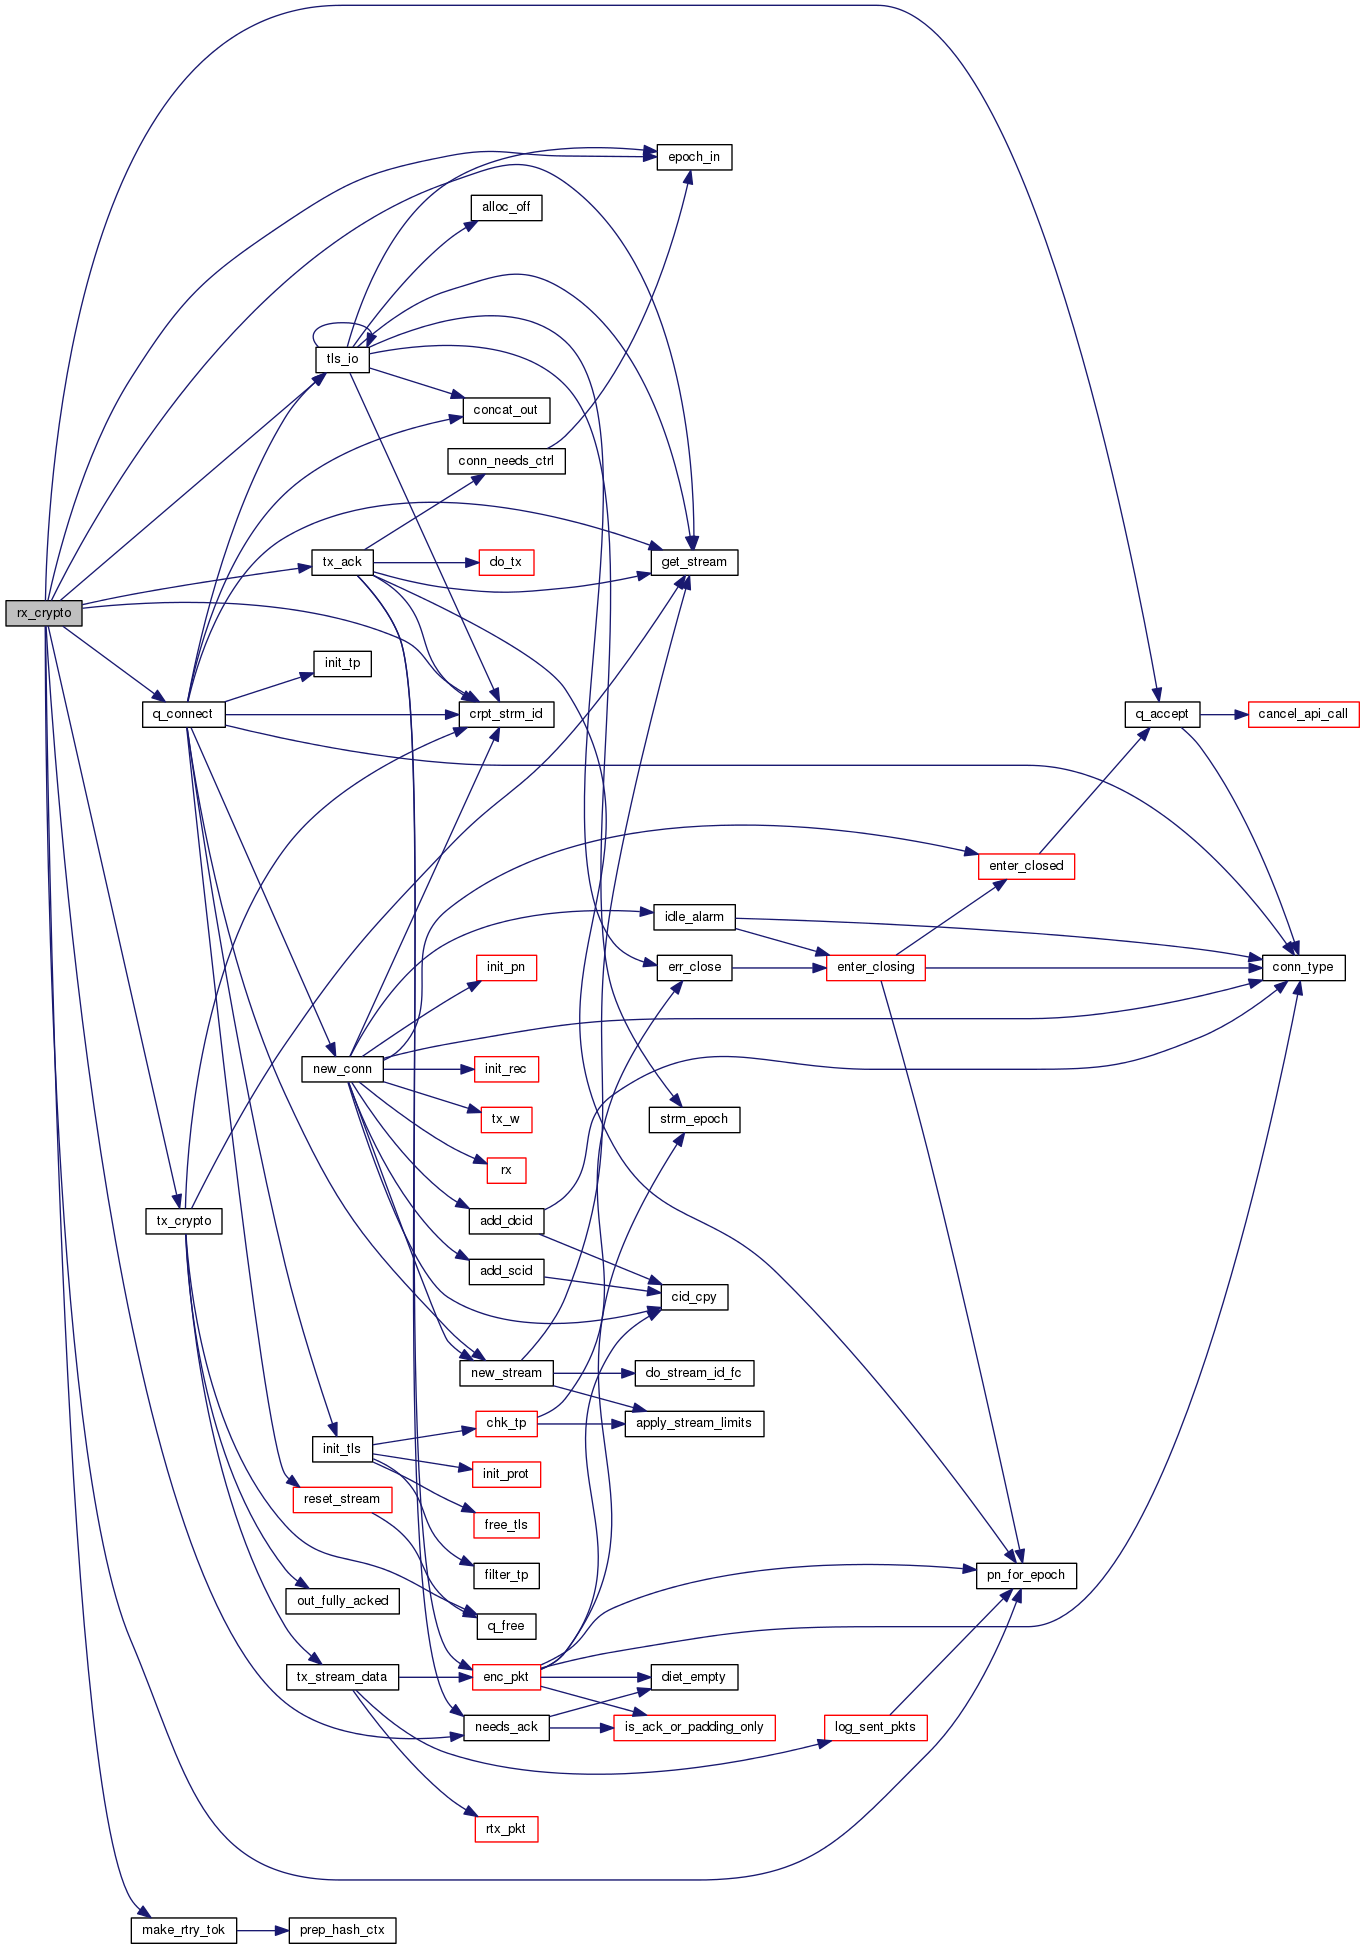 epoch_in
alloc_off
tls_io
concat_out
conn_needs_ctrl
tx_ack
do_tx
get_stream
rx_crypto
init_tp
q_connect
crpt_strm_id
q_accept
cancel_api_call
enter_closed
idle_alarm
init_pn
err_close
enter_closing
conn_type
new_conn
init_rec
tx_w
strm_epoch
rx
tx_crypto
add_dcid
add_scid
cid_cpy
new_stream
do_stream_id_fc
chk_tp
apply_stream_limits
init_tls
init_prot
reset_stream
free_tls
filter_tp
pn_for_epoch
out_fully_acked
q_free
tx_stream_data
enc_pkt
diet_empty
needs_ack
is_ack_or_padding_only
log_sent_pkts
rtx_pkt
make_rtry_tok
prep_hash_ctx